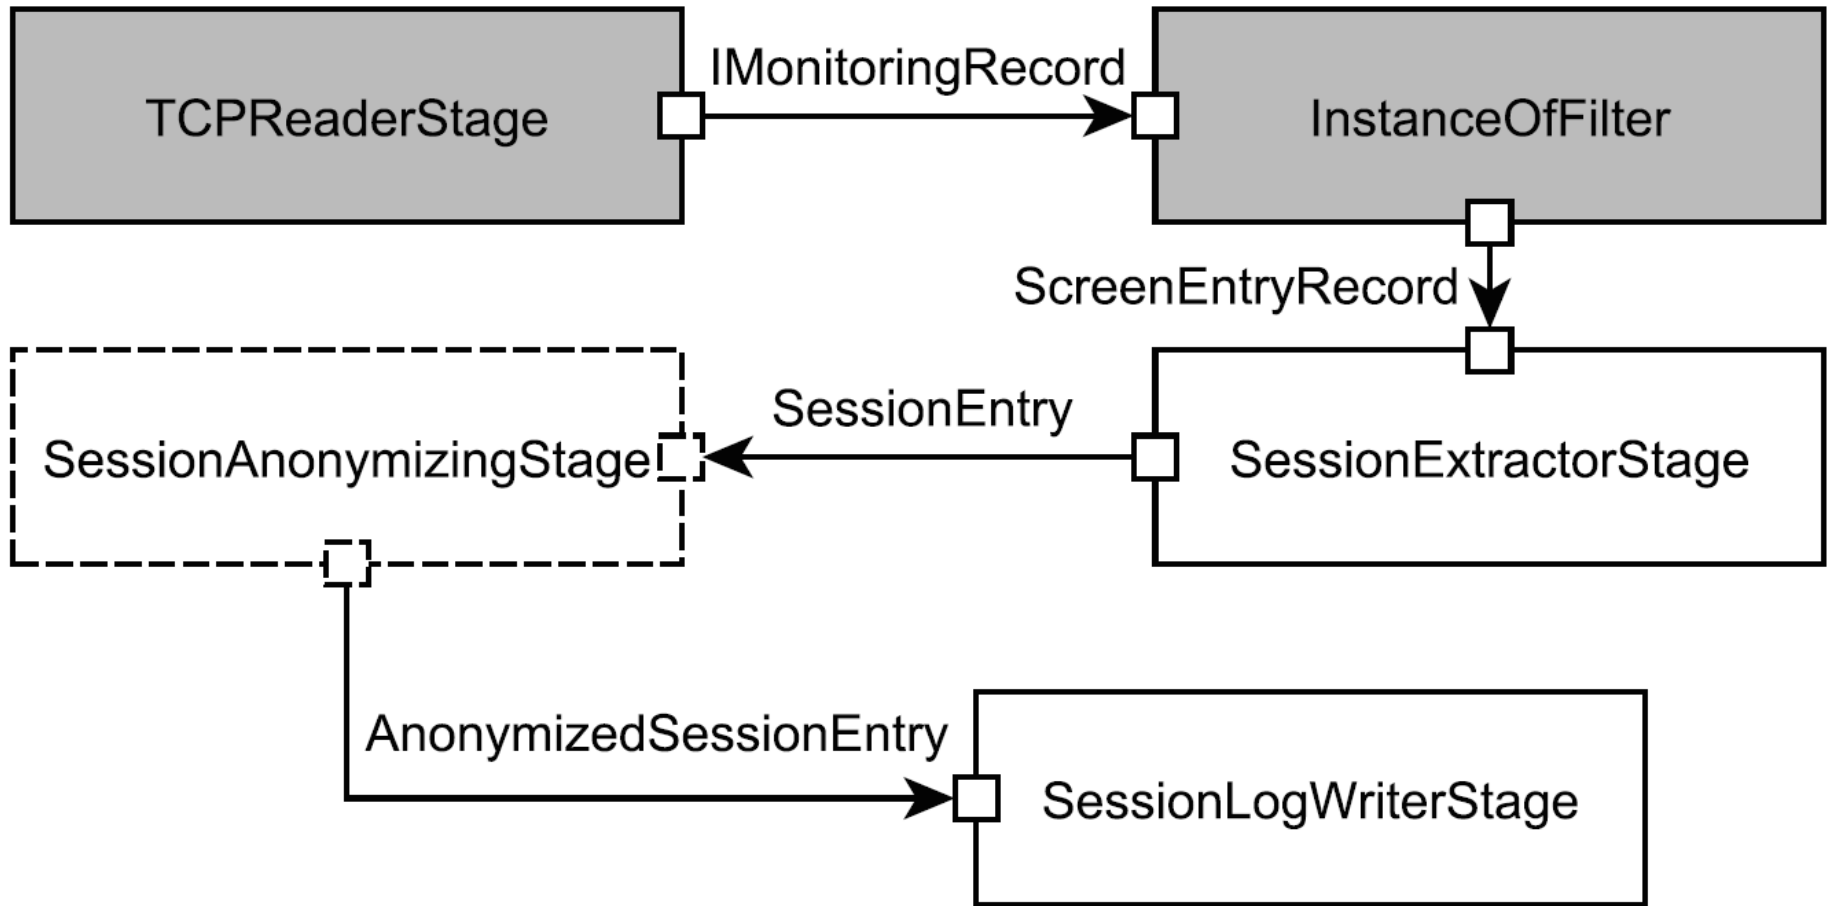 TCPReaderStage
IMonitoringRecord
InstanceOfFilter
ScreenEntryRecord
SessionExtractorStage
SessionEntry
SessionAnonymizingStage
AnonymizedSessionEntry
SessionLogWriterStage